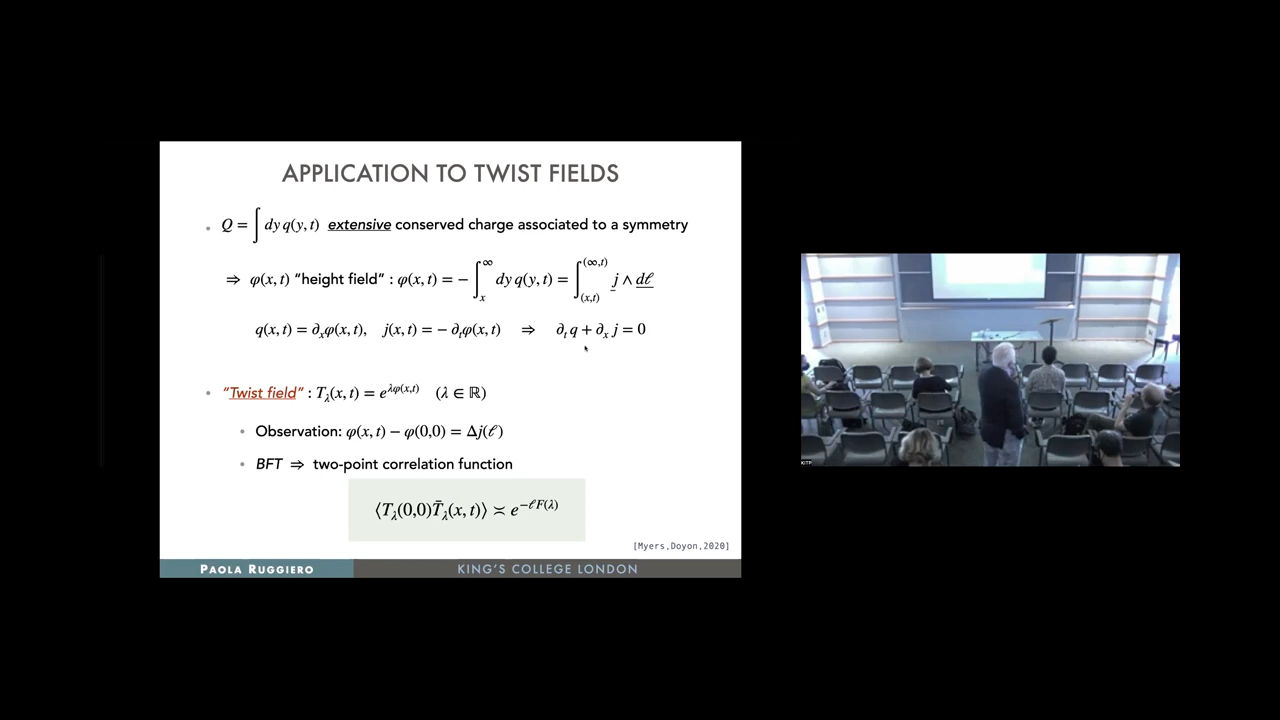 APPLICATION TO TWIST FIELDS
• Q = ∫ dy q(y, t) extensive conserved charge associated to a symmetry
⇒ φ(x, t) “height field” : φ(x, t) = − ∫_x^∞ dy q(y, t) = ∫_{(x,t)}^{(∞,t)} j ∧ dℓ
q(x, t) = ∂_x φ(x, t), j(x, t) = − ∂_t φ(x, t) ⇒ ∂_t q + ∂_x j = 0
• “Twist field” : T_λ(x, t) = e^{λφ(x,t)} (λ ∈ ℝ)
• Observation: φ(x, t) − φ(0,0) = Δj(ℓ)
• BFT ⇒ two-point correlation function
⟨T_λ(0,0)T̄_λ(x, t)⟩ ≍ e^{−ℓF(λ)}
[Myers,Doyon,2020]
PAOLA RUGGIERO KING'S COLLEGE LONDON
KITP